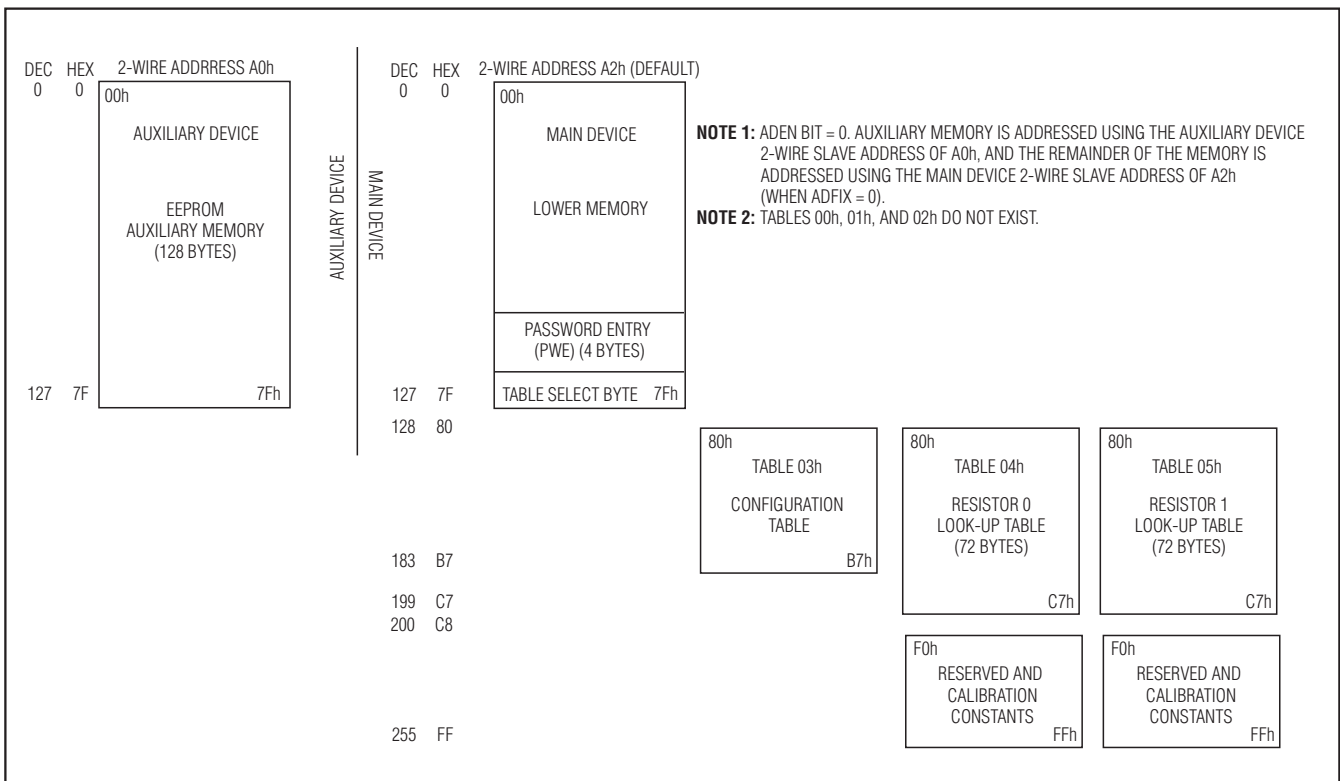 DEC HEX 2-WIRE ADDRRESS A0h
0 0
00h
AUXILIARY DEVICE
EEPROM
AUXILIARY MEMORY
(128 BYTES)
127 7F 7Fh
AUXILIARY DEVICE
MAIN DEVICE
DEC HEX 2-WIRE ADDRESS A2h (DEFAULT)
0 0
00h
MAIN DEVICE
LOWER MEMORY
PASSWORD ENTRY
(PWE) (4 BYTES)
127 7F TABLE SELECT BYTE 7Fh
128 80
183 B7
199 C7
200 C8
255 FF
NOTE 1: ADEN BIT = 0. AUXILIARY MEMORY IS ADDRESSED USING THE AUXILIARY DEVICE
2-WIRE SLAVE ADDRESS OF A0h, AND THE REMAINDER OF THE MEMORY IS
ADDRESSED USING THE MAIN DEVICE 2-WIRE SLAVE ADDRESS OF A2h
(WHEN ADFIX = 0).
NOTE 2: TABLES 00h, 01h, AND 02h DO NOT EXIST.
80h
TABLE 03h
CONFIGURATION
TABLE
B7h
80h
TABLE 04h
RESISTOR 0
LOOK-UP TABLE
(72 BYTES)
C7h
80h
TABLE 05h
RESISTOR 1
LOOK-UP TABLE
(72 BYTES)
C7h
F0h
RESERVED AND
CALIBRATION
CONSTANTS
FFh
F0h
RESERVED AND
CALIBRATION
CONSTANTS
FFh